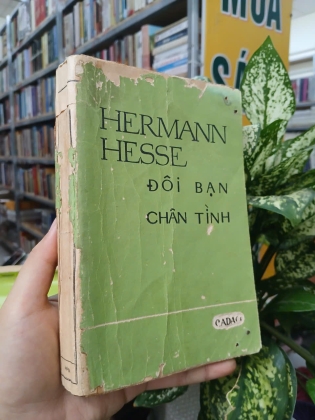 MUA
HERMANN
HESSE
ĐÔI BẠN
CHÂN TÌNH
CADAO